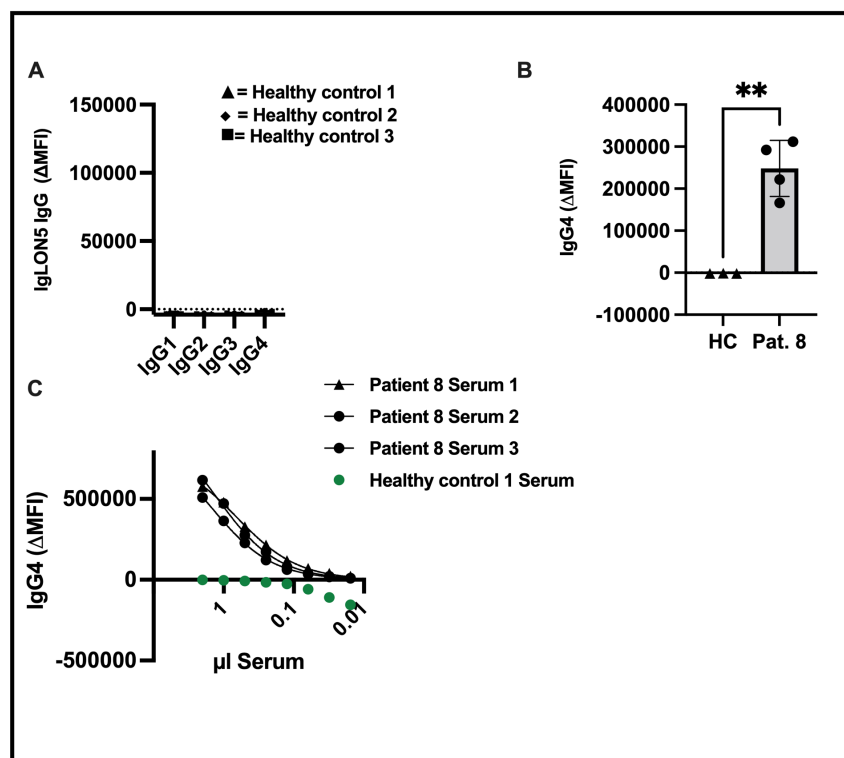 A
IgLON5 IgG (ΔMFI)
150000
100000
50000
0
IgG1
IgG2
IgG3
IgG4
▲= Healthy control 1
◆ = Healthy control 2
■= Healthy control 3
B
IgG4 (ΔMFI)
400000
300000
200000
100000
0
-100000
**
HC
Pat. 8
C
IgG4 (ΔMFI)
500000
0
-500000
1
0.1
0.01
µl Serum
Patient 8 Serum 1
Patient 8 Serum 2
Patient 8 Serum 3
Healthy control 1 Serum